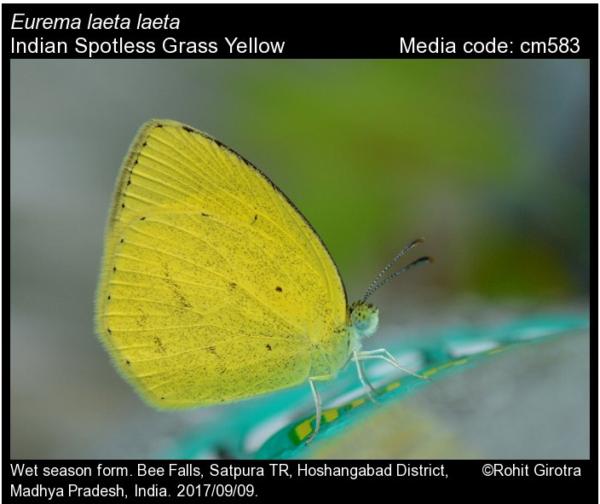 Eurema laeta laeta
Indian Spotless Grass Yellow Media code: cm583
Wet season form. Bee Falls, Satpura TR, Hoshangabad District, ©Rohit Girotra
Madhya Pradesh, India. 2017/09/09.